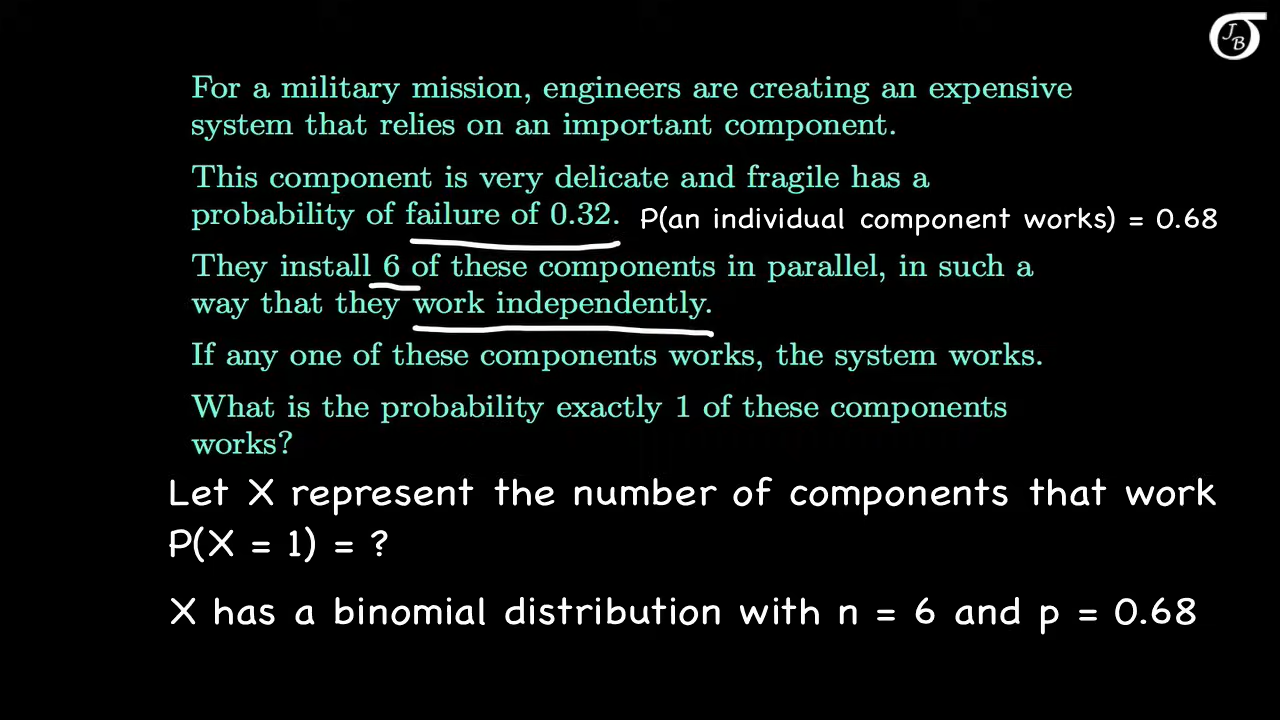 JB
For a military mission, engineers are creating an expensive
system that relies on an important component.
This component is very delicate and fragile has a
probability of failure of 0.32. P(an individual component works) = 0.68
They install 6 of these components in parallel, in such a
way that they work independently.
If any one of these components works, the system works.
What is the probability exactly 1 of these components
works?
Let X represent the number of components that work
P(X = 1) = ?
X has a binomial distribution with n = 6 and p = 0.68